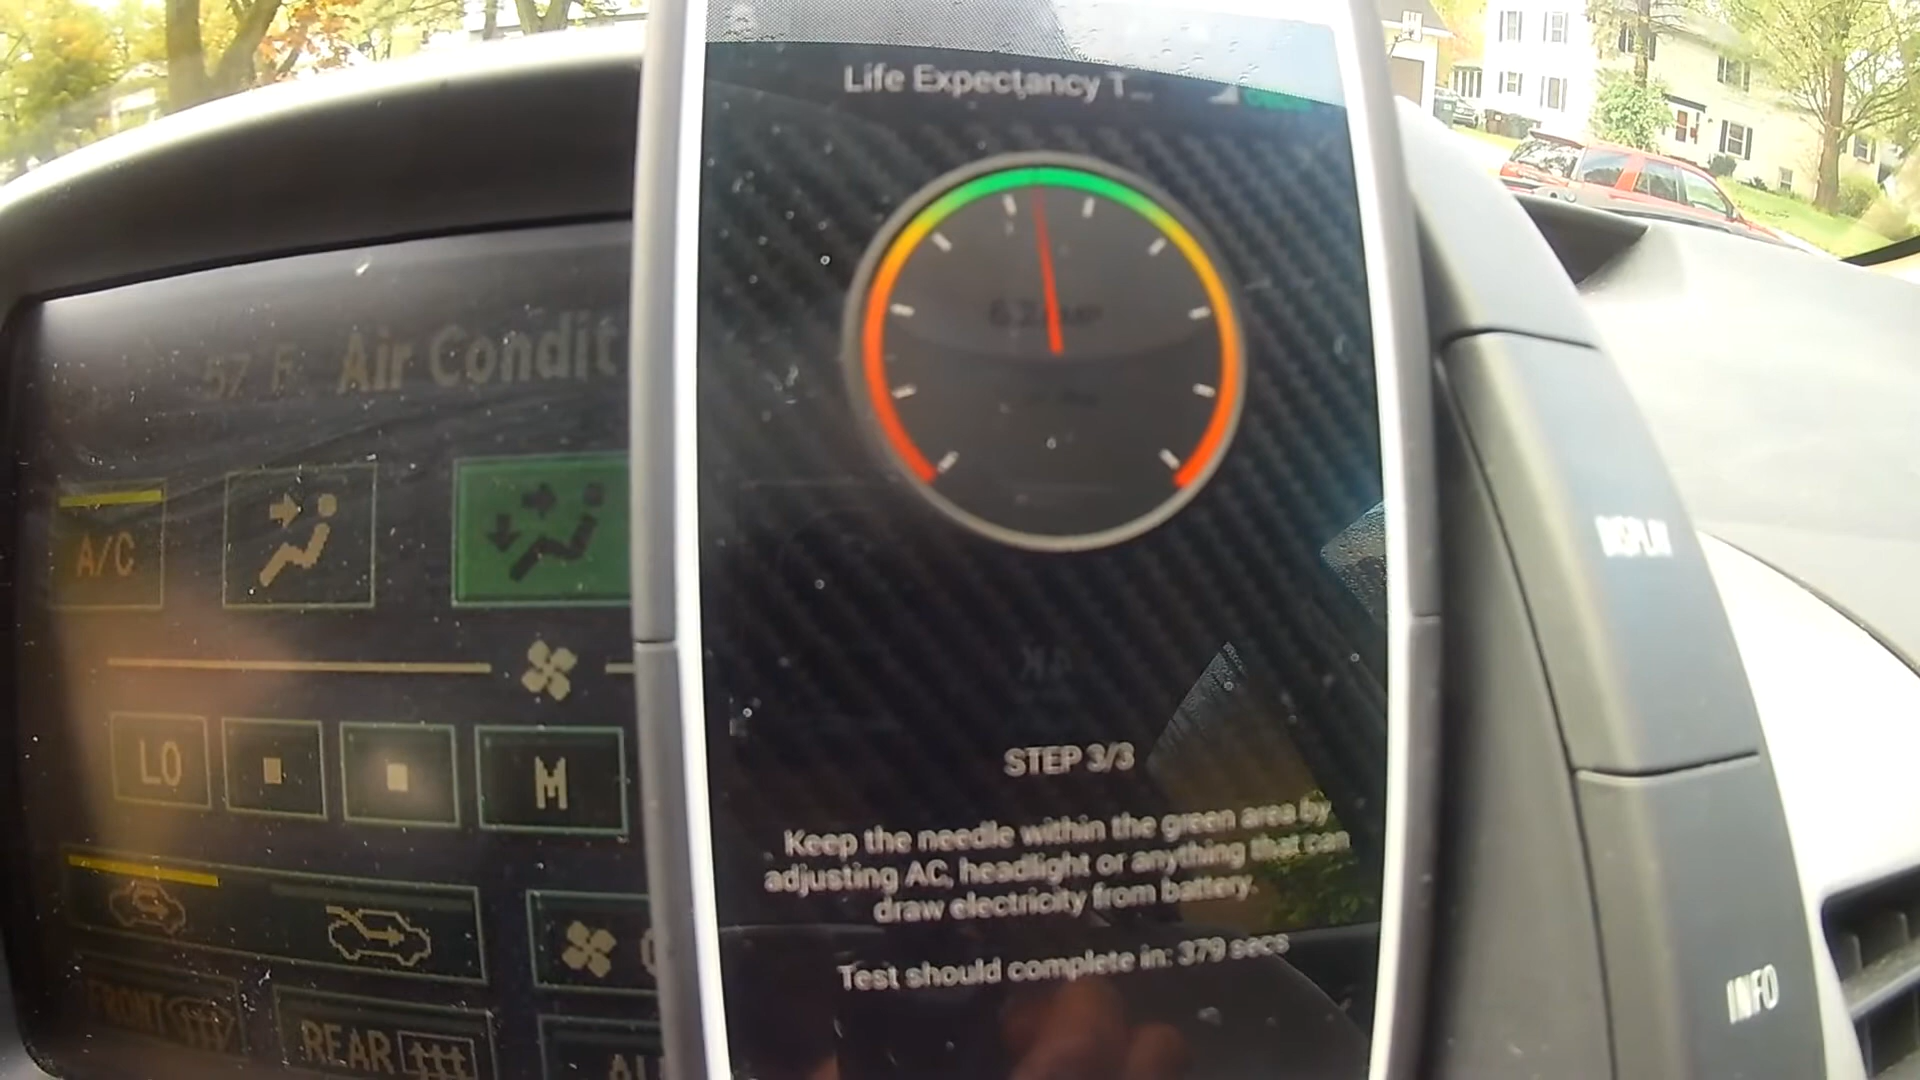 Life Expectancy T...
57 F
Air Condit
A/C
LO
M
FRONT
REAR
STEP 3/3
Keep the needle within the green area by
adjusting AC, headlight or anything that can
draw electricity from battery.
Test should complete in: 379 secs
DISPLAY
INFO